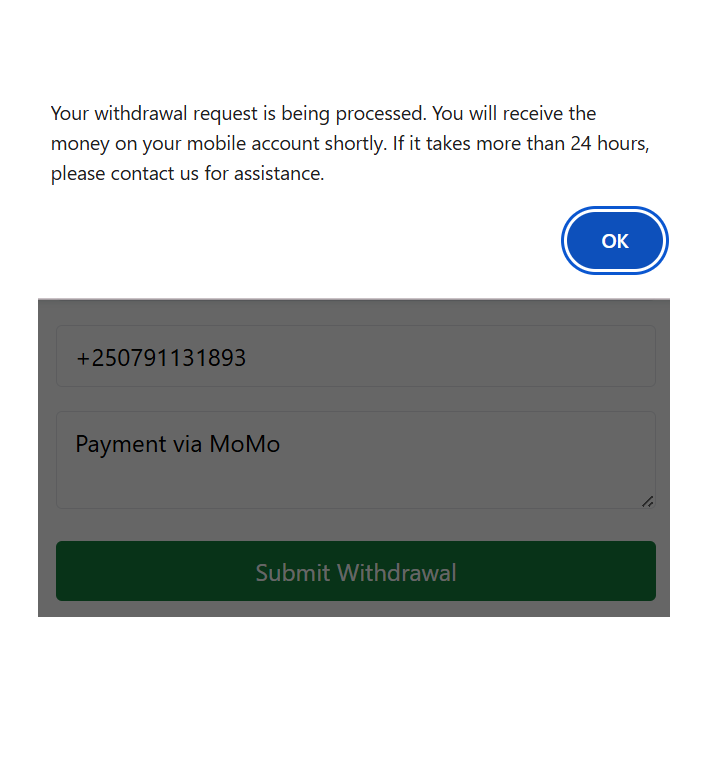 Your withdrawal request is being processed. You will receive the
money on your mobile account shortly. If it takes more than 24 hours,
please contact us for assistance.
OK
+250791131893
Payment via MoMo
Submit Withdrawal